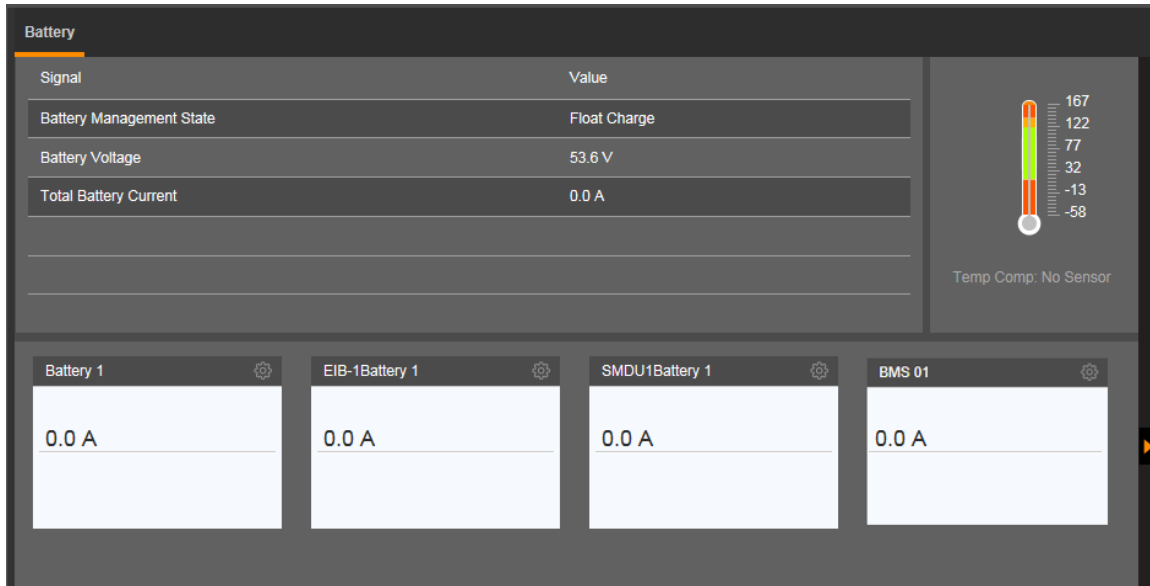 Battery
Signal Value
Battery Management State Float Charge
Battery Voltage 53.6 V
Total Battery Current 0.0 A
167
122
77
32
-13
-58
Temp Comp: No Sensor
Battery 1
0.0 A
EIB-1Battery 1
0.0 A
SMDU1Battery 1
0.0 A
BMS 01
0.0 A